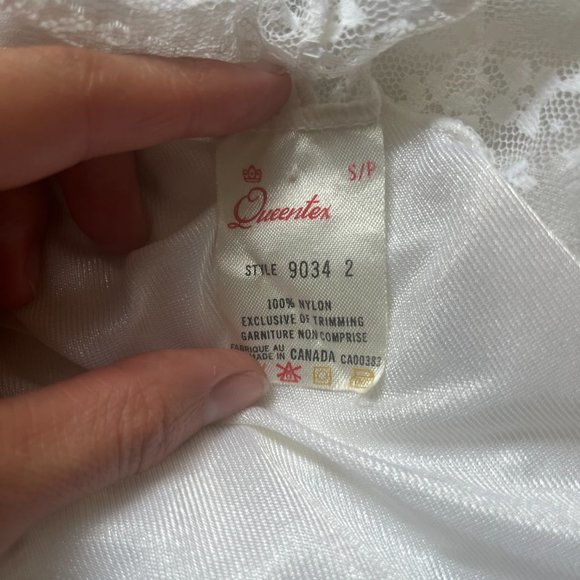 S/P
Queentex
STYLE 9034 2
100% NYLON
EXCLUSIVE OF TRIMMING
GARNITURE NON COMPRISE
FABRIQUE AU
MADE IN CANADA CA00383